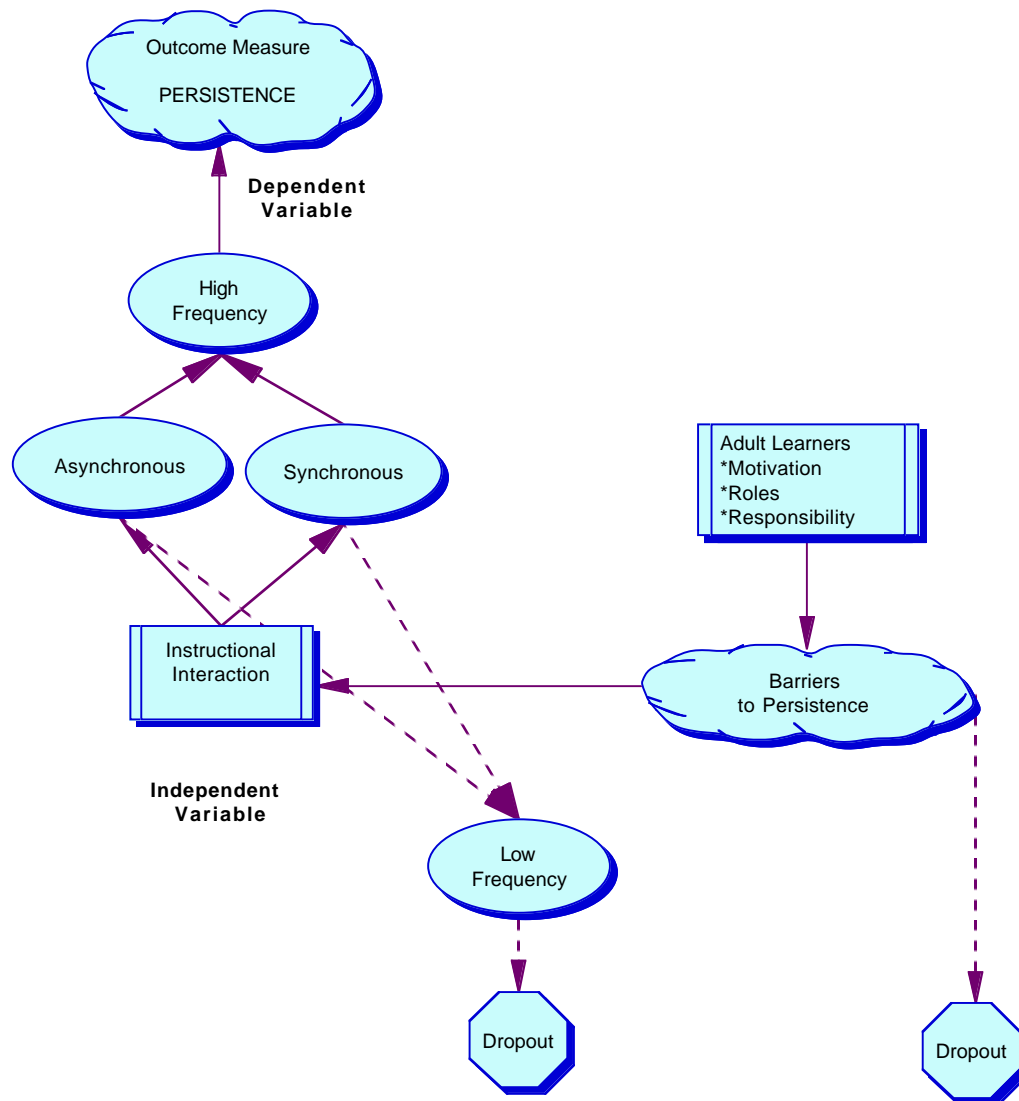 Outcome Measure
PERSISTENCE
Dependent
Variable
High
Frequency
Asynchronous
Synchronous
Adult Learners
*Motivation
*Roles
*Responsibility
Instructional
Interaction
Barriers
to Persistence
Independent
Variable
Low
Frequency
Dropout
Dropout